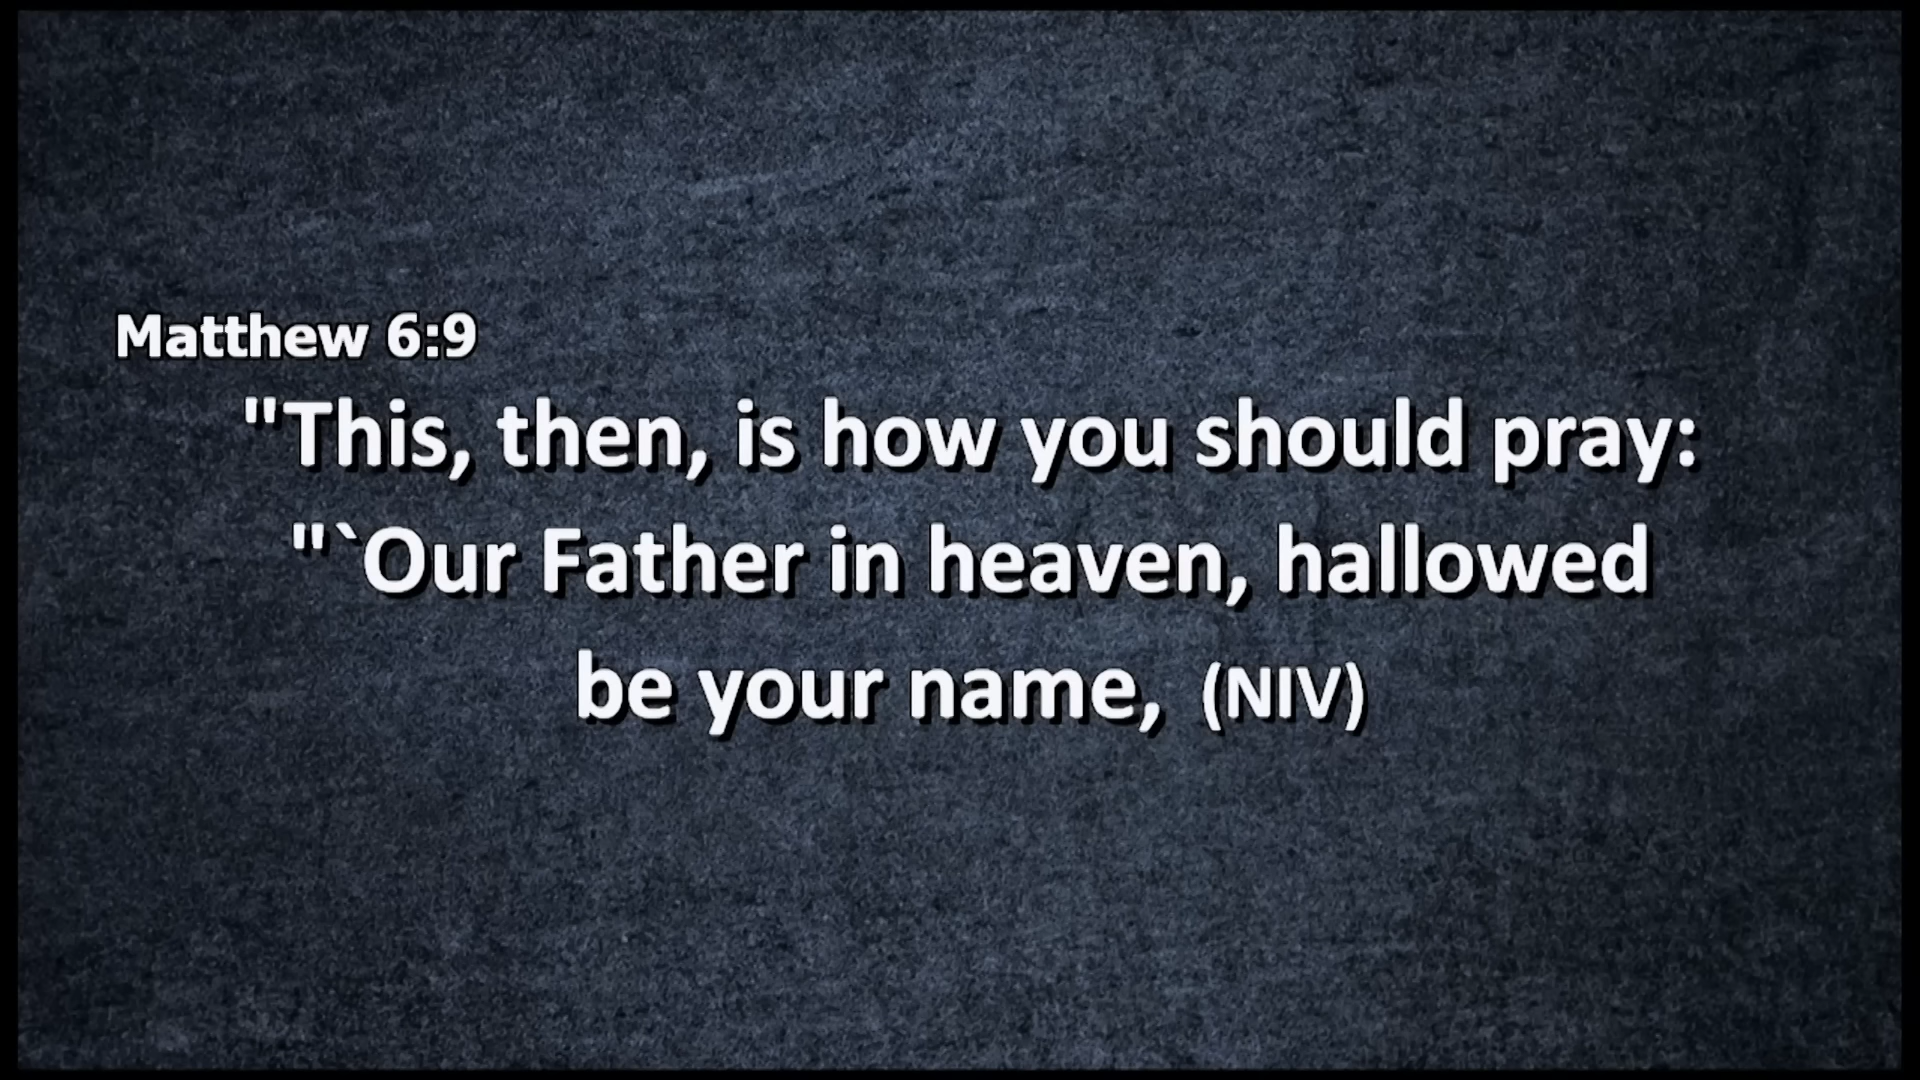 Matthew 6:9
"This, then, is how you should pray:
"`Our Father in heaven, hallowed
be your name, (NIV)